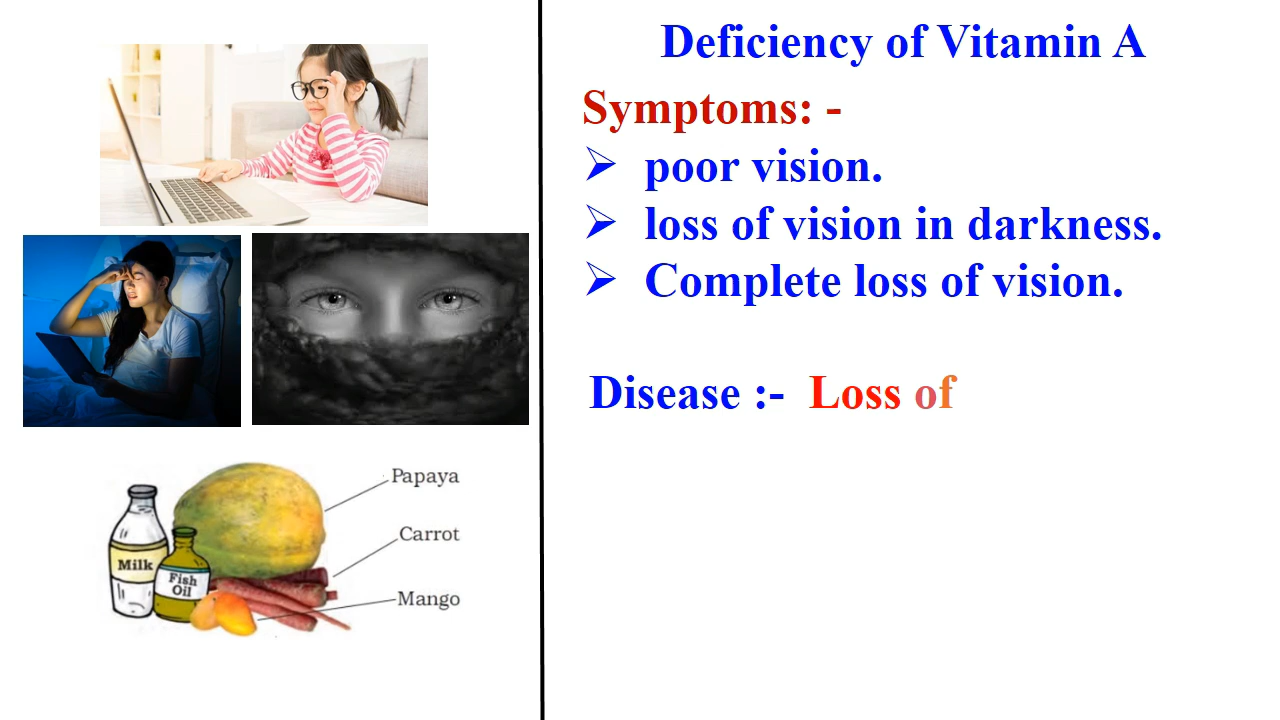 Deficiency of Vitamin A
Symptoms: -
➢ poor vision.
➢ loss of vision in darkness.
➢ Complete loss of vision.
Disease :- Loss of
Papaya
Carrot
Mango
Milk
Fish
Oil